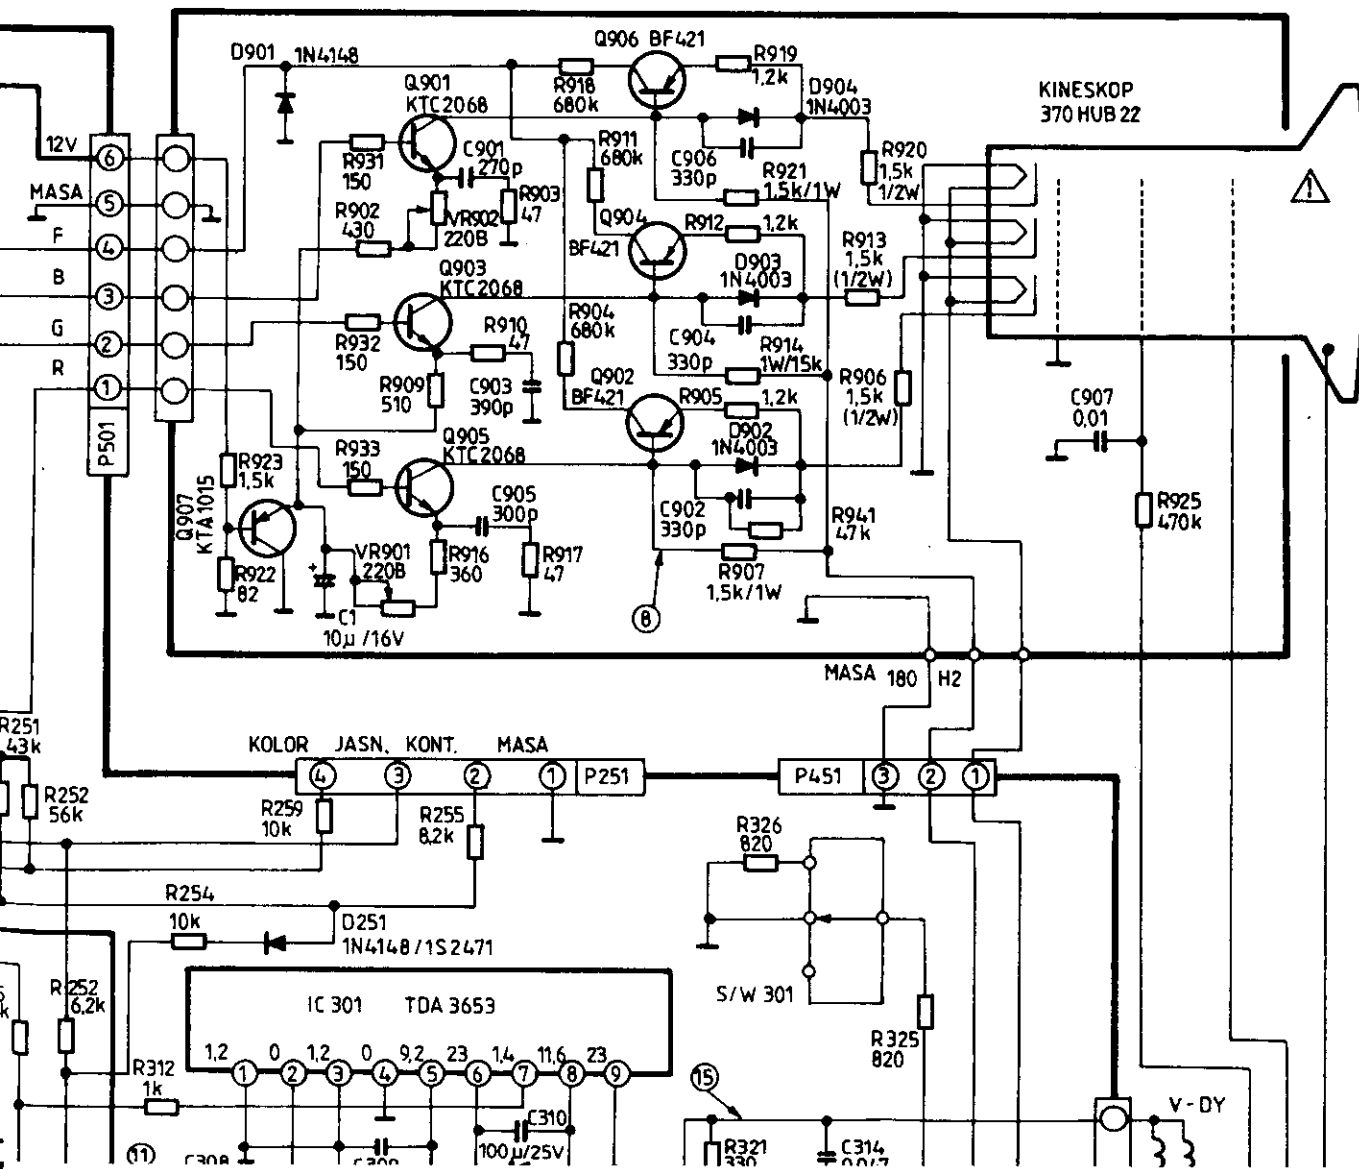 D901 1N4148
Q906 BF421
R919
1,2k
Q901
KTC2068
R918
680k
D904
1N4003
KINESKOP
370 HUB 22
12V
6
R931
150
C901
270p
R911
680k
C906
330p
R921
1,5k/1W
R920
1,5k
1/2W
MASA
5
R902
430
VR902
220B
R903
47
Q904
BF421
R912
1,2k
F
4
R913
1,5k
(1/2W)
B
3
Q903
KTC2068
D903
1N4003
G
2
R932
150
R910
47
R904
680k
C904
330p
R914
1W/15k
R
1
R909
510
C903
390p
Q902
BF421
R905
1,2k
R906
1,5k
(1/2W)
C907
0,01
P501
R923
1,5k
R933
150
Q905
KTC2068
D902
1N4003
Q907
KTA1015
C905
300p
C902
330p
R941
47k
R925
470k
R922
82
VR901
220B
R916
360
R917
47
R907
1,5k/1W
+
C1
10µ/16V
8
MASA 180 H2
R251
43k
KOLOR JASN. KONT. MASA
4 3 2 1 P251
P451 3 2 1
R252
56k
R259
10k
R255
8,2k
R326
820
R254
10k
D251
1N4148/1S2471
S/W 301
R252
6,2k
IC 301 TDA 3653
R325
820
1,2 0 1,2 0 9,2 23 1,4 11,6 23
1 2 3 4 5 6 7 8 9
R312
1k
15
V-DY
C310
100µ/25V
R321
330
C314
0,047
11
C308
C309